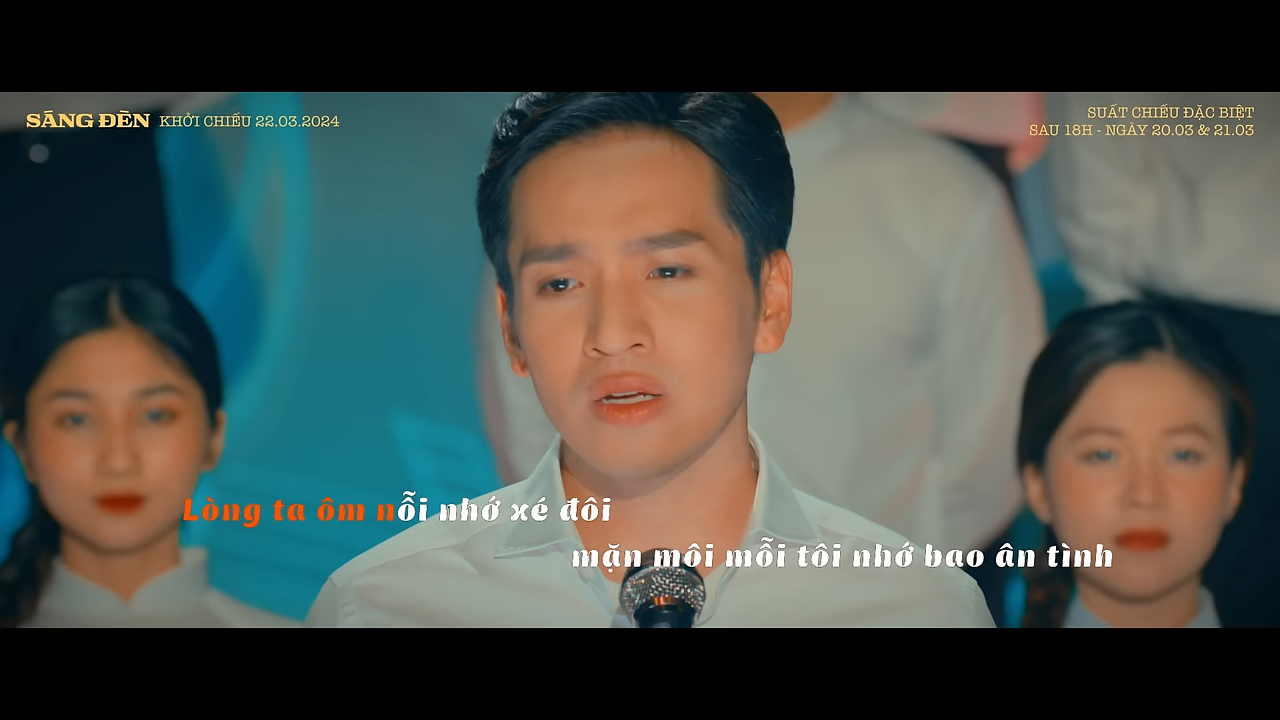 SÁNG ĐÈN KHỞI CHIẾU 22.03.2024
SUẤT CHIẾU ĐẶC BIỆT
SAU 18H - NGÀY 20.03 & 21.03
Lòng ta ôm nỗi nhớ xé đôi
mặn môi mỗi tôi nhớ bao ân tình